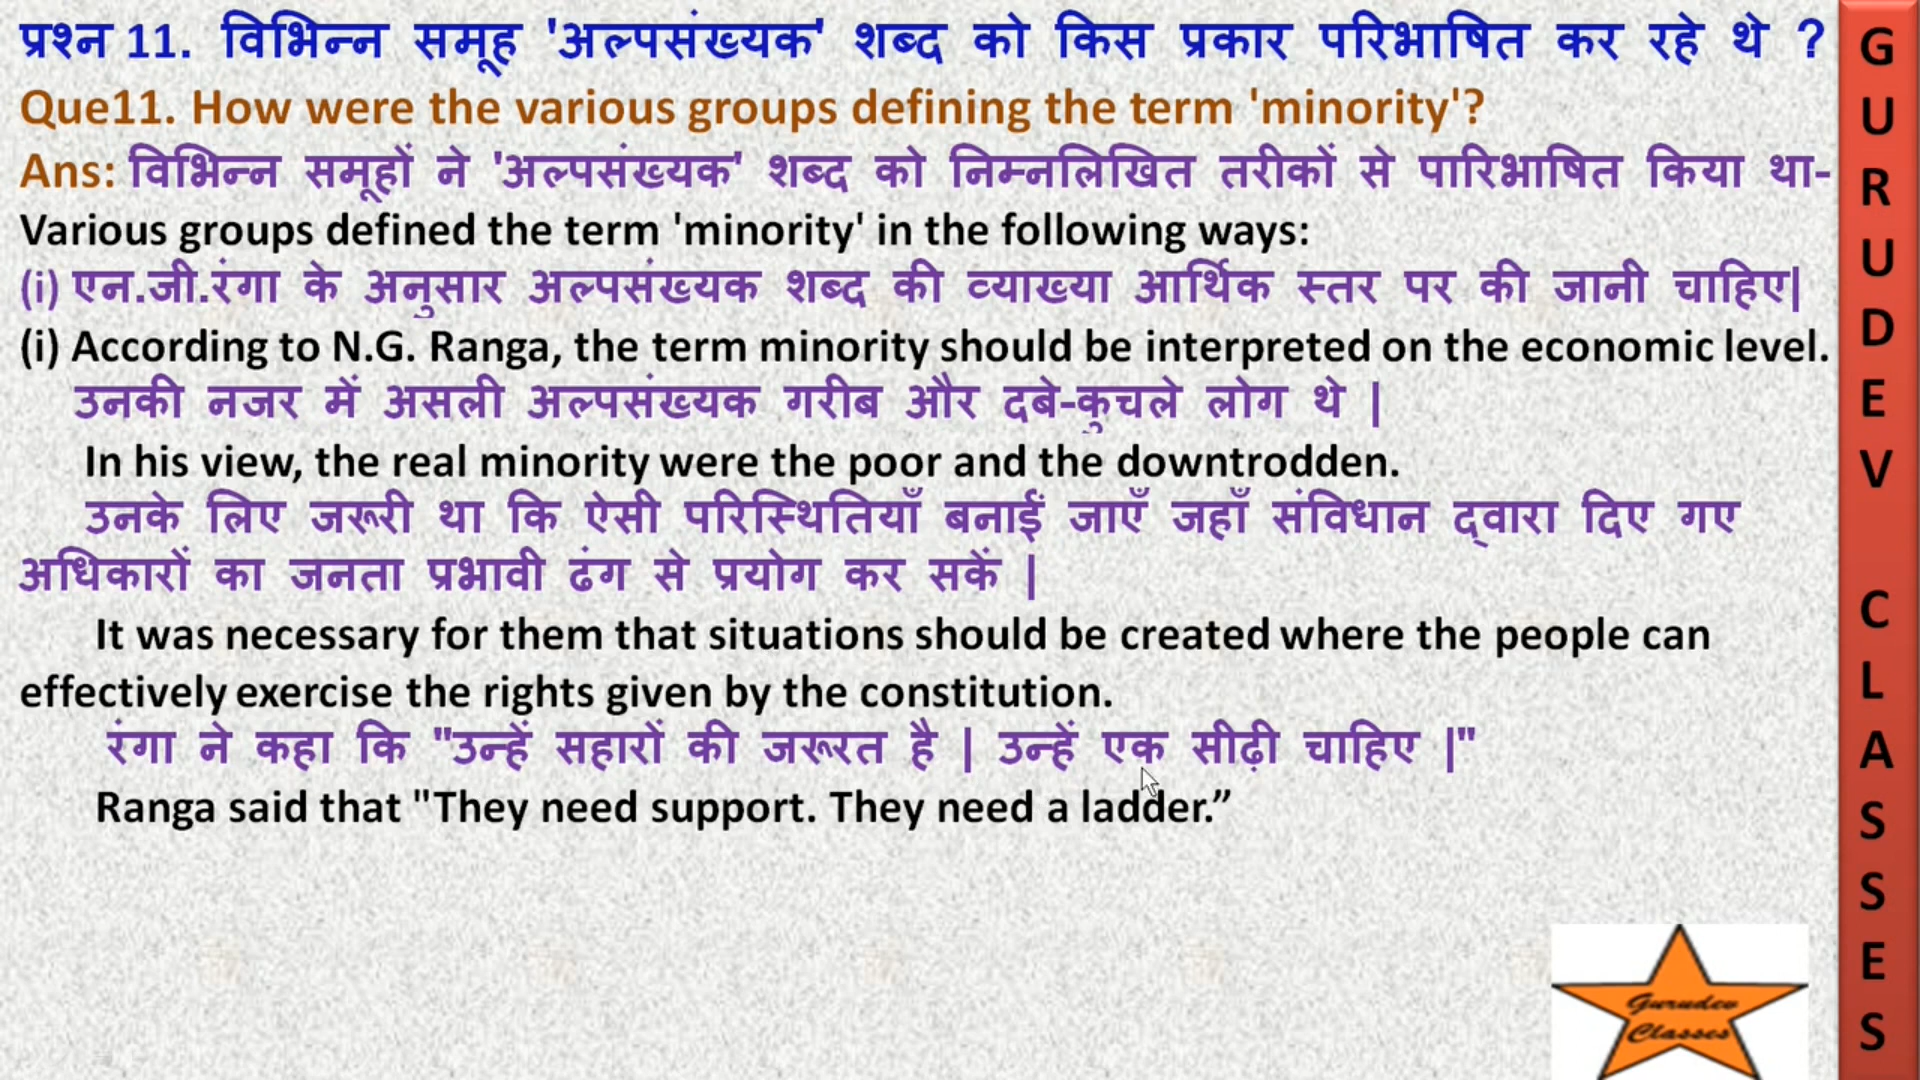 प्रश्न 11. विभिन्न समूह 'अल्पसंख्यक' शब्द को किस प्रकार परिभाषित कर रहे थे ?
Que11. How were the various groups defining the term 'minority'?
Ans: विभिन्न समूहों ने 'अल्पसंख्यक' शब्द को निम्नलिखित तरीकों से पारिभाषित किया था-
Various groups defined the term 'minority' in the following ways:
(i) एन.जी.रंगा के अनुसार अल्पसंख्यक शब्द की व्याख्या आर्थिक स्तर पर की जानी चाहिए|
(i) According to N.G. Ranga, the term minority should be interpreted on the economic level.
उनकी नजर में असली अल्पसंख्यक गरीब और दबे-कुचले लोग थे |
In his view, the real minority were the poor and the downtrodden.
उनके लिए जरूरी था कि ऐसी परिस्थितियाँ बनाईं जाएँ जहाँ संविधान द्वारा दिए गए
अधिकारों का जनता प्रभावी ढंग से प्रयोग कर सकें |
It was necessary for them that situations should be created where the people can
effectively exercise the rights given by the constitution.
रंगा ने कहा कि "उन्हें सहारों की जरूरत है | उन्हें एक सीढ़ी चाहिए |"
Ranga said that "They need support. They need a ladder.”
GURUDEV CLASSES
Gurudev
Classes